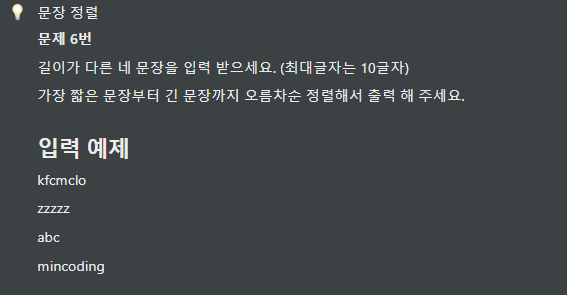 문장 정렬
문제 6번
길이가 다른 네 문장을 입력 받으세요. (최대글자는 10글자)
가장 짧은 문장부터 긴 문장까지 오름차순 정렬해서 출력 해 주세요.
입력 예제
kfcmclo
zzzzz
abc
mincoding